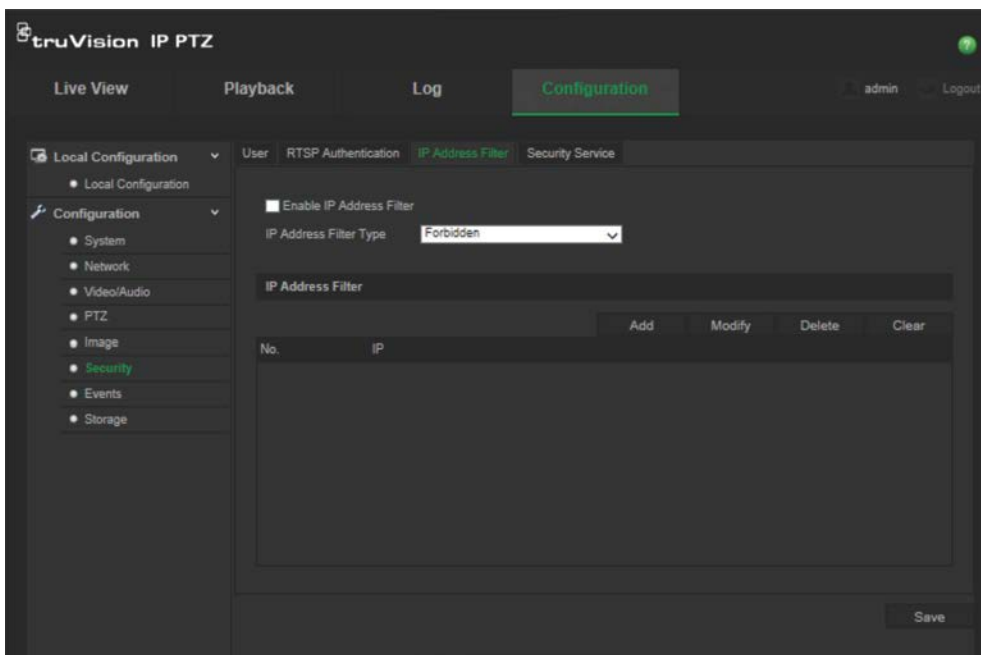 truVision IP PTZ
?
Live View Playback Log Configuration admin Logout
Local Configuration
Local Configuration
Configuration
System
Network
Video/Audio
PTZ
Image
Security
Events
Storage
User RTSP Authentication IP Address Filter Security Service
Enable IP Address Filter
IP Address Filter Type Forbidden
IP Address Filter
Add Modify Delete Clear
No. IP
Save